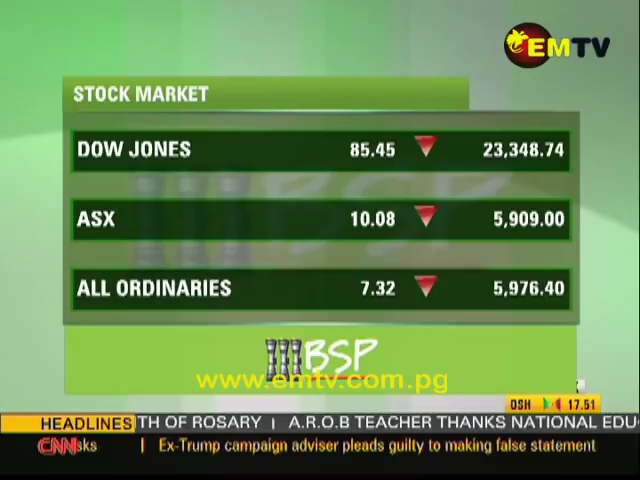 EMTV
STOCK MARKET
DOW JONES 85.45 23,348.74
ASX 10.08 5,909.00
ALL ORDINARIES 7.32 5,976.40
BSP
www.emtv.com.pg
OSH 17.51
HEADLINES TH OF ROSARY | A.R.O.B TEACHER THANKS NATIONAL EDU
CNN sks | Ex-Trump campaign adviser pleads guilty to making false statement